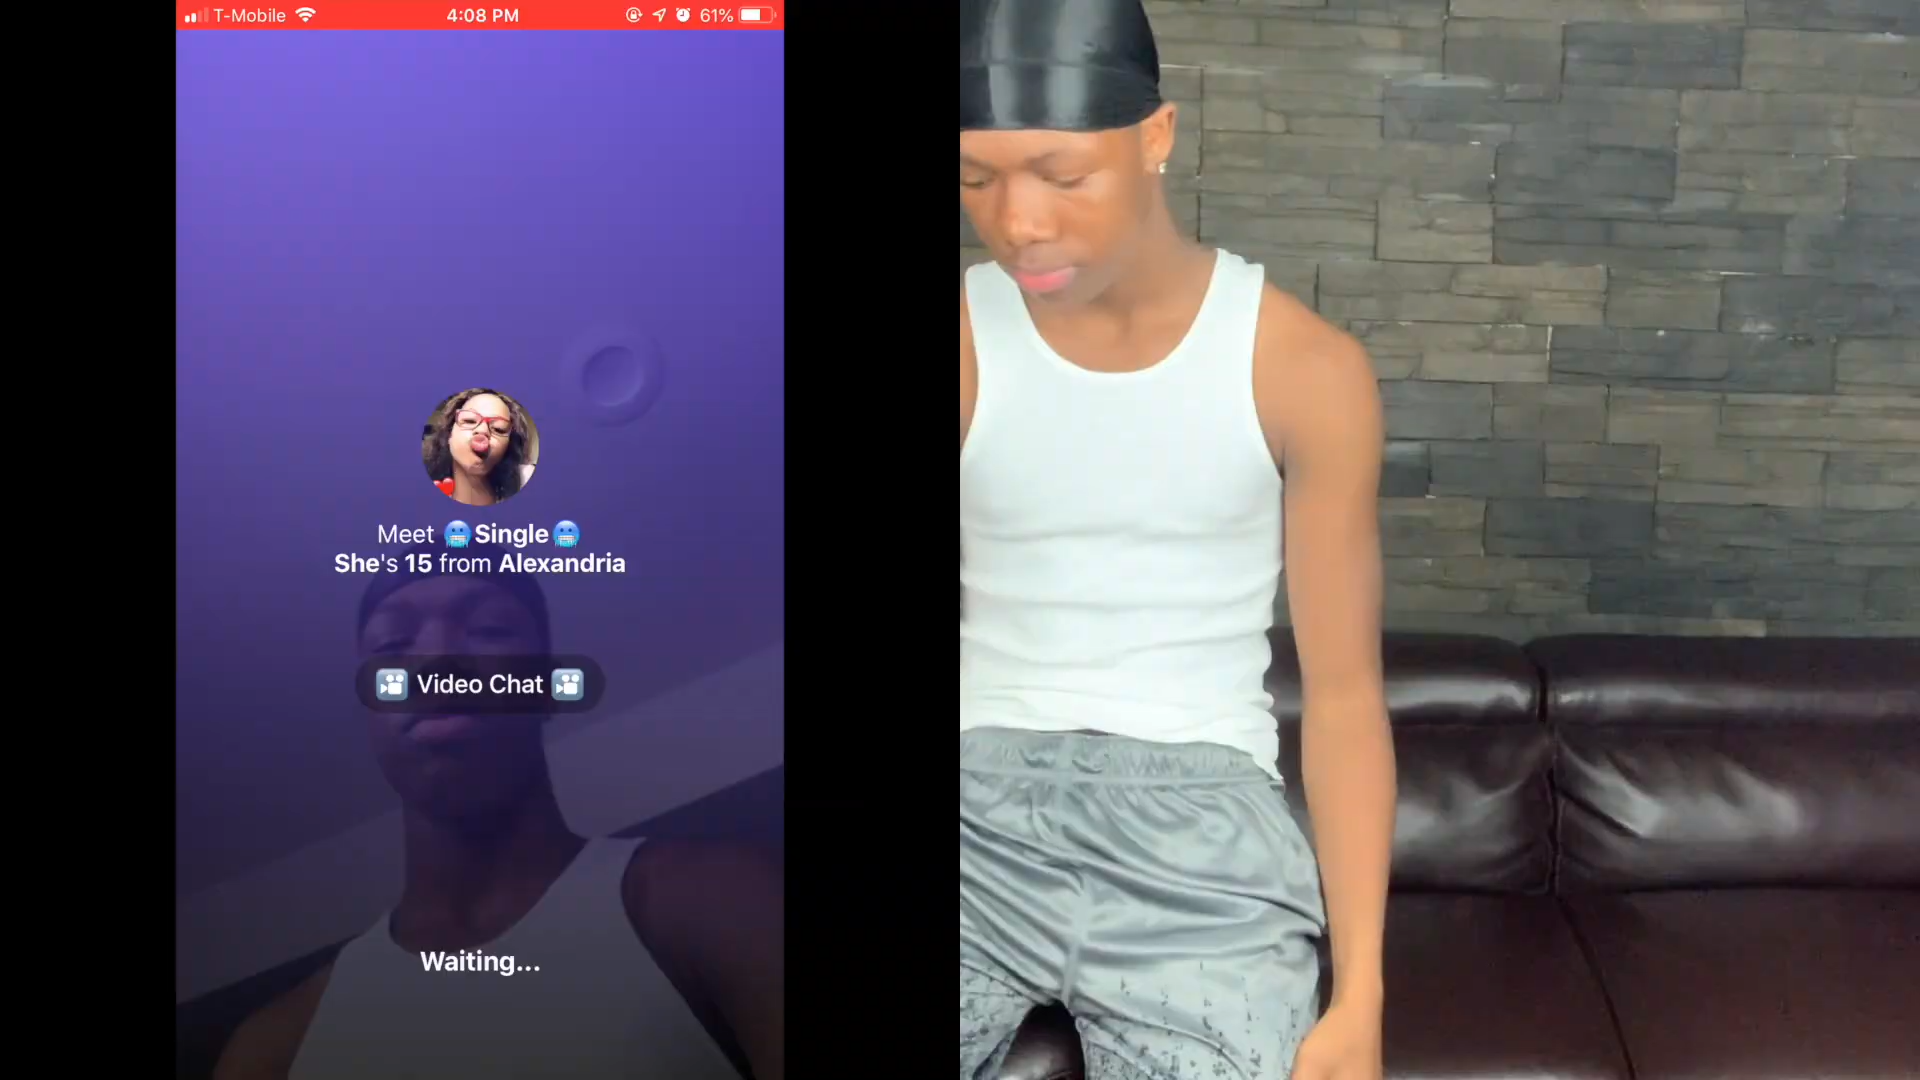 T-Mobile 4:08 PM 61%
Meet 🥶Single🥶
She's 15 from Alexandria
🎦 Video Chat 🎦
Waiting...